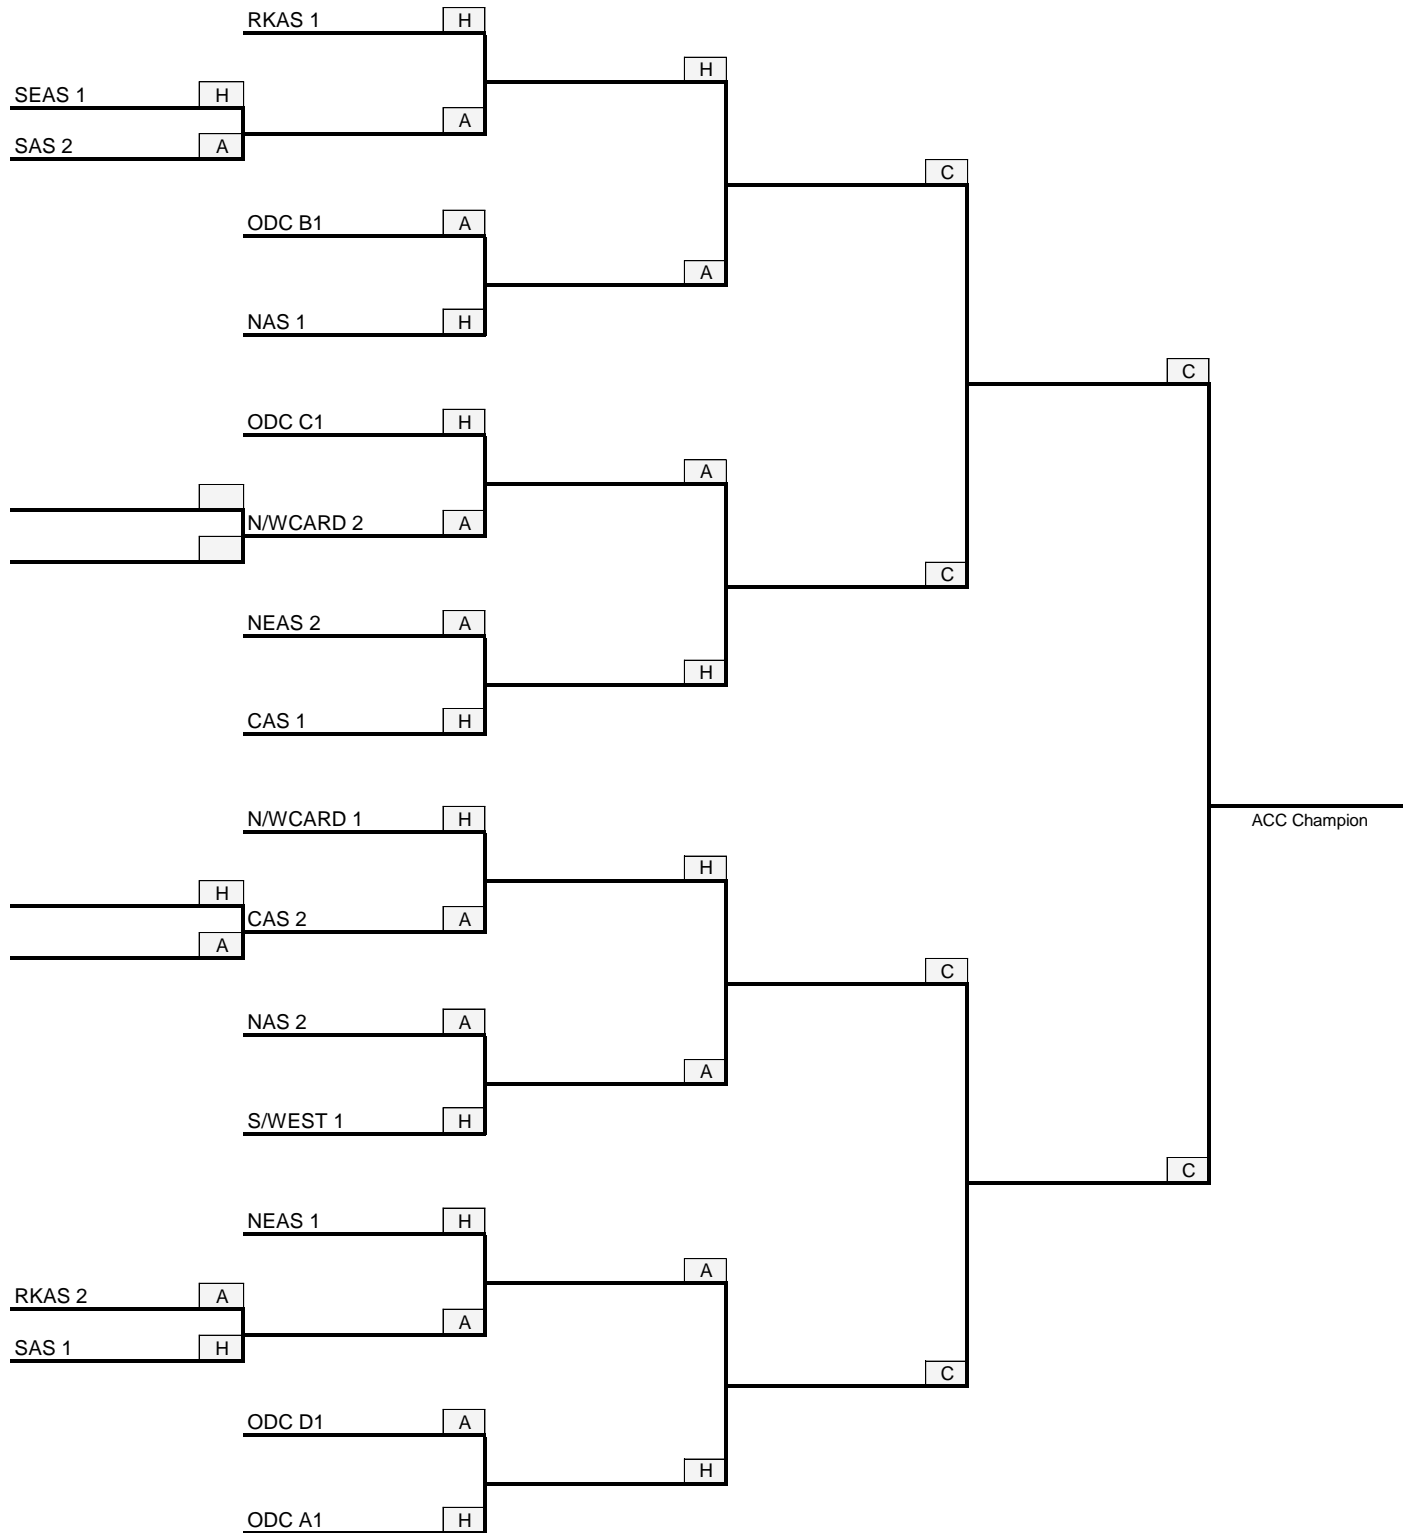 RKAS 1 H
H
SEAS 1 H
A
SAS 2 A
C
ODC B1 A
A
NAS 1 H
C
ODC C1 H
A
N/WCARD 2 A
C
NEAS 2 A
H
CAS 1 H
N/WCARD 1 H
ACC Champion
H
H
CAS 2 A
A
C
NAS 2 A
A
S/WEST 1 H
C
NEAS 1 H
A
RKAS 2 A
A
SAS 1 H
C
ODC D1 A
H
ODC A1 H